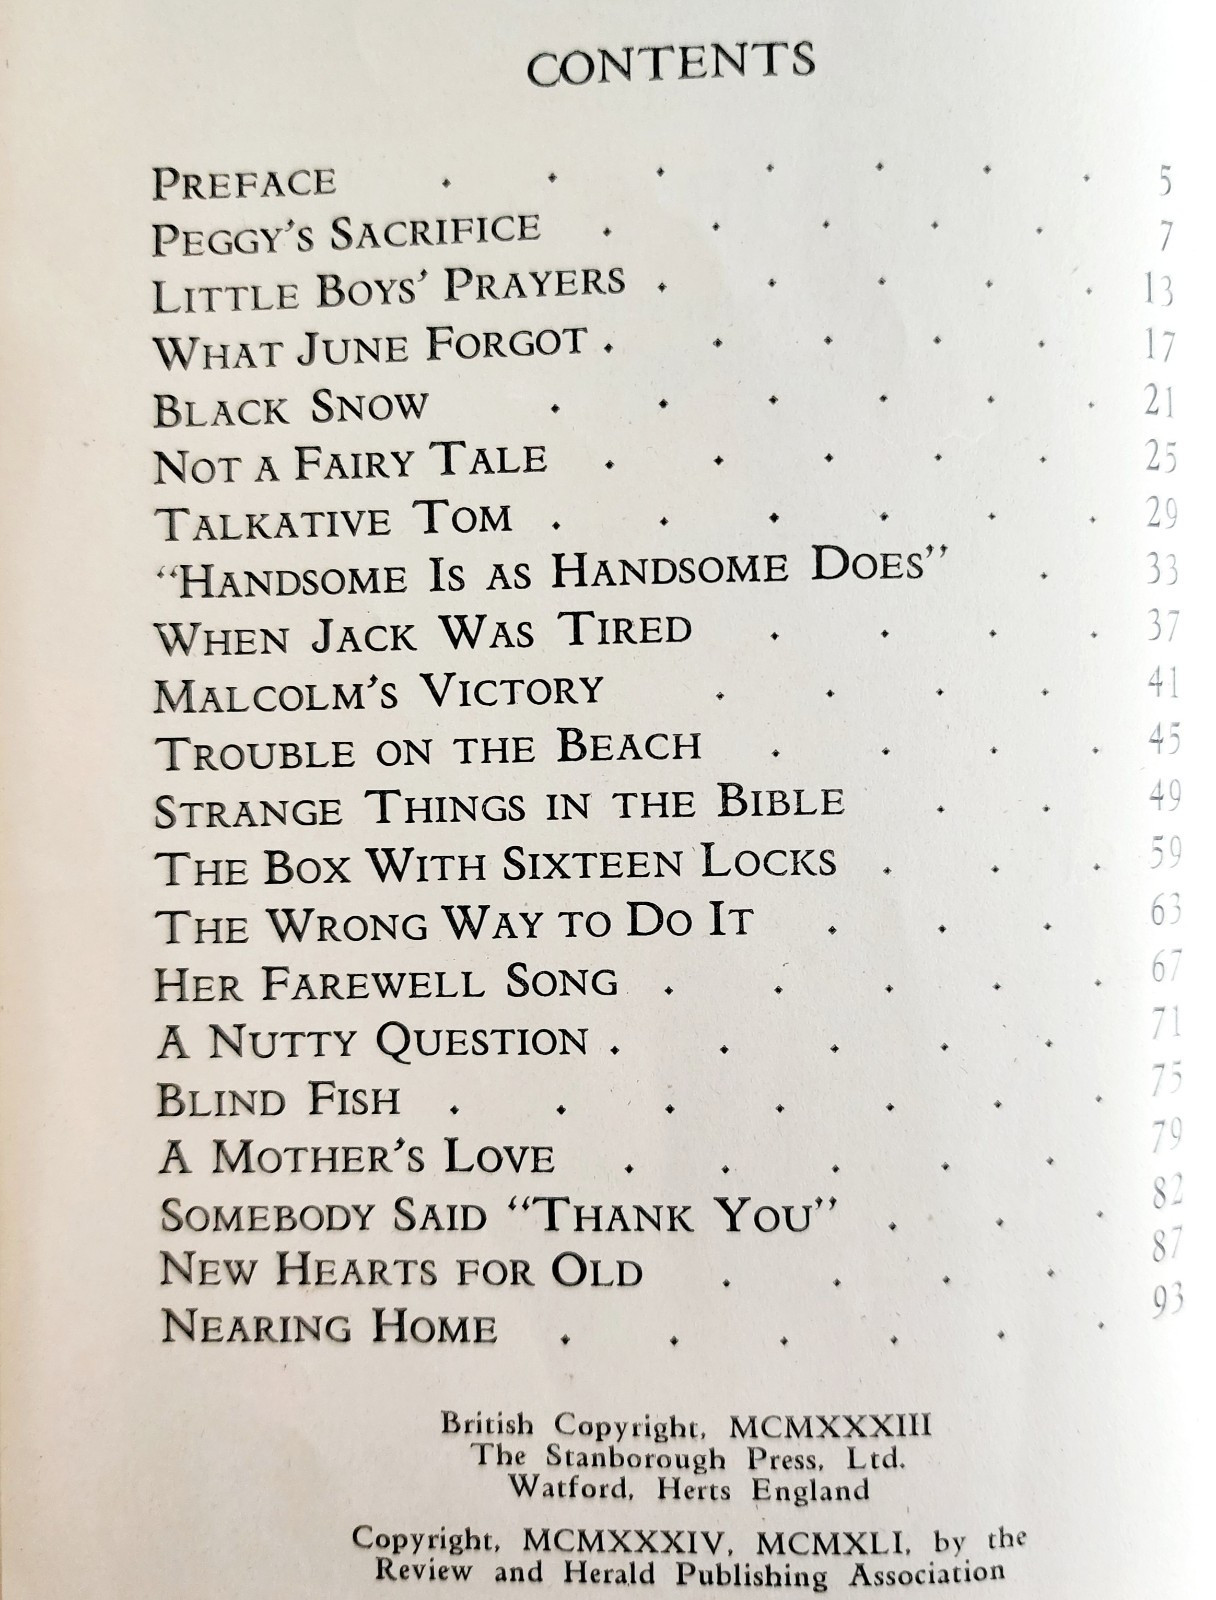 CONTENTS
PREFACE . . . . . . . 5
PEGGY'S SACRIFICE . . . . . 7
LITTLE BOYS' PRAYERS . . . . . 13
WHAT JUNE FORGOT . . . . . 17
BLACK SNOW . . . . . . 21
NOT A FAIRY TALE . . . . . 25
TALKATIVE TOM . . . . . . 29
"HANDSOME IS AS HANDSOME DOES" . 33
WHEN JACK WAS TIRED . . . . 37
MALCOLM'S VICTORY . . . . 41
TROUBLE ON THE BEACH . . . . 45
STRANGE THINGS IN THE BIBLE . . 49
THE BOX WITH SIXTEEN LOCKS . . . 59
THE WRONG WAY TO DO IT . . . 63
HER FAREWELL SONG . . . . . 67
A NUTTY QUESTION . . . . . 71
BLIND FISH . . . . . . . 75
A MOTHER'S LOVE . . . . . 79
SOMEBODY SAID "THANK YOU" . . . 82
NEW HEARTS FOR OLD . . . . 87
NEARING HOME . . . . . . 93
British Copyright, MCMXXXIII
The Stanborough Press, Ltd.
Watford, Herts England
Copyright, MCMXXXIV, MCMXLI, by the
Review and Herald Publishing Association